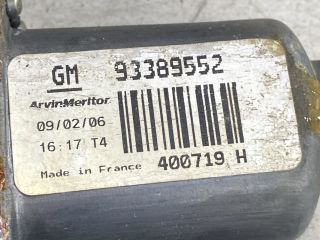 GM 93389552
ArvinMeritor
09/02/06
16:17 T4
Made in France 400719 H